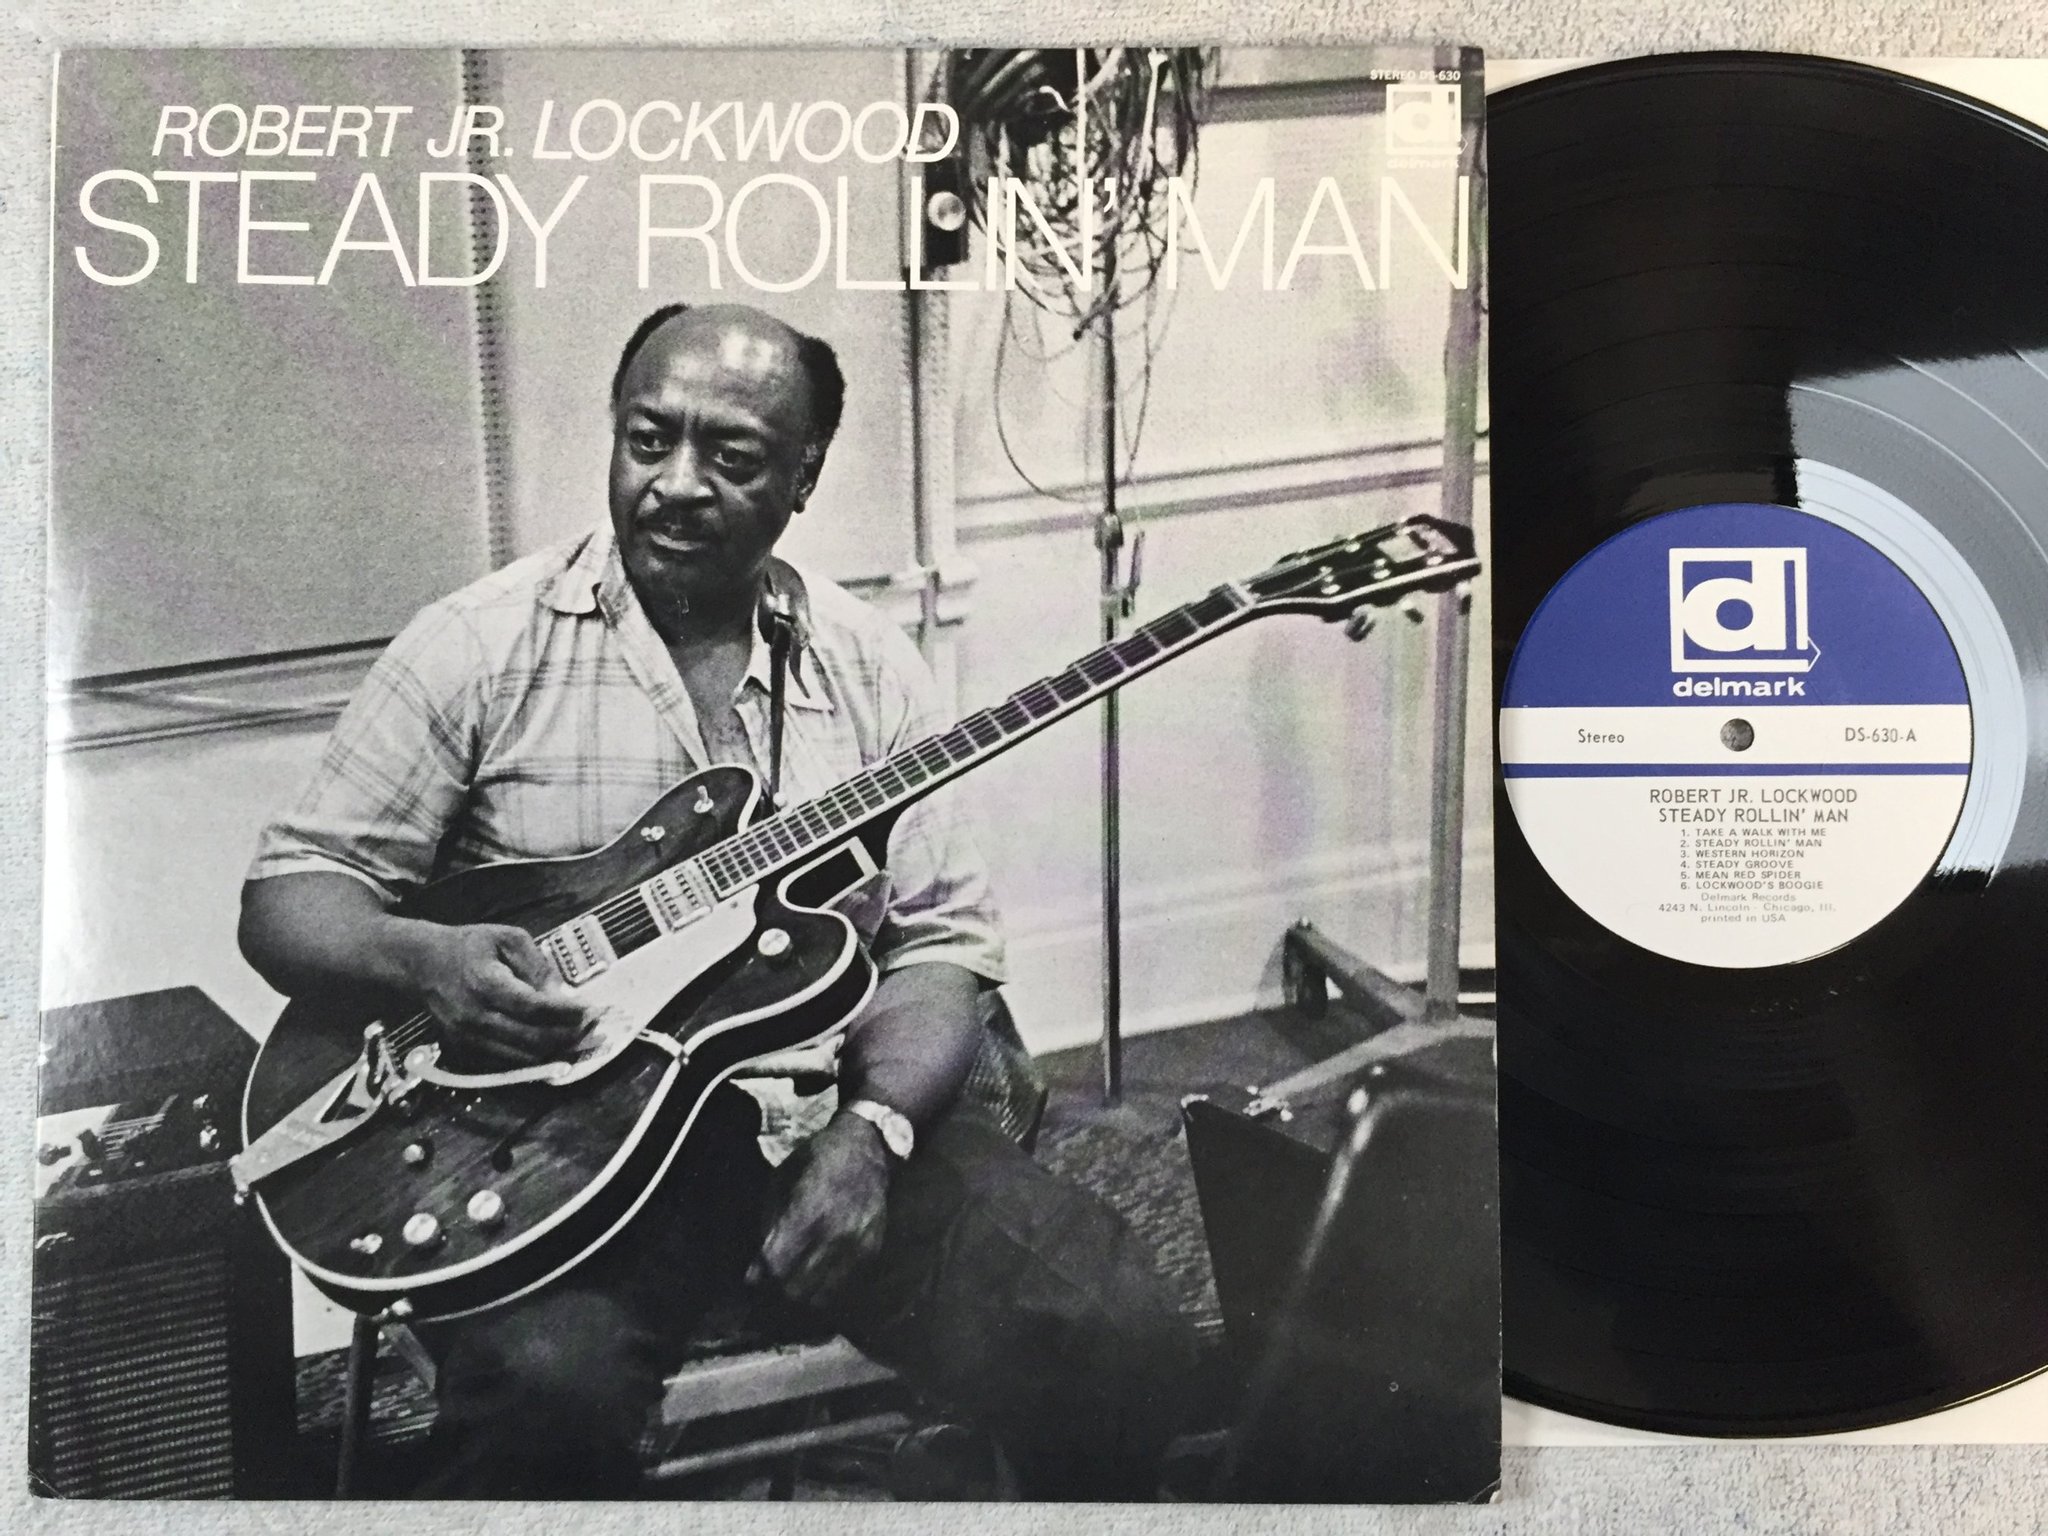 STEREO DS-630
delmark
ROBERT JR. LOCKWOOD
STEADY ROLLIN' MAN
dl
delmark
Stereo
DS-630-A
ROBERT JR. LOCKWOOD
STEADY ROLLIN' MAN
1. TAKE A WALK WITH ME
2. STEADY ROLLIN' MAN
3. WESTERN HORIZON
4. STEADY GROOVE
5. MEAN RED SPIDER
6. LOCKWOOD'S BOOGIE
Delmark Records
4243 N. Lincoln - Chicago, Ill.
printed in USA